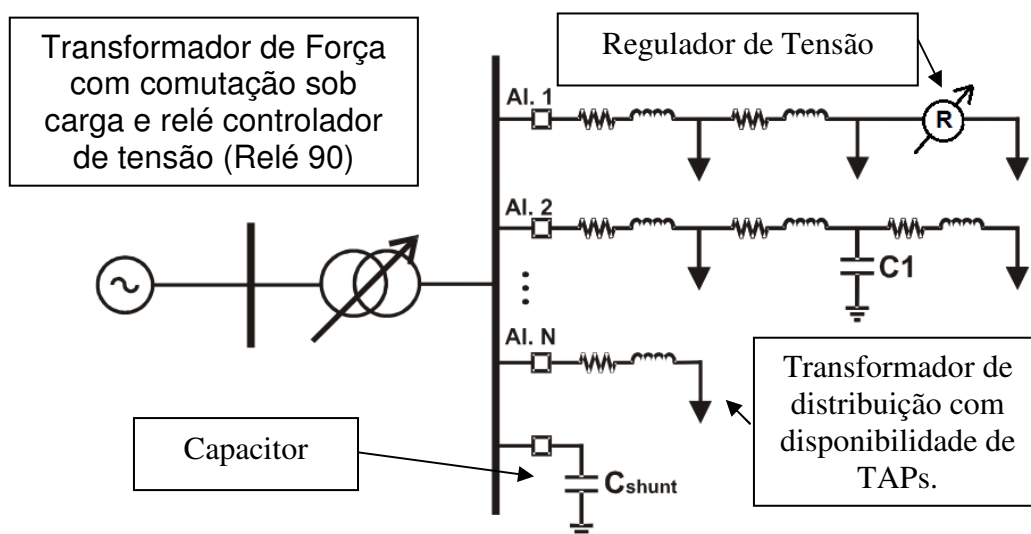 Transformador de Força
com comutação sob
carga e relé controlador
de tensão (Relé 90)
Regulador de Tensão
Al. 1
R
Al. 2
C1
Al. N
Capacitor
Cshunt
Transformador de
distribuição com
disponibilidade de
TAPs.